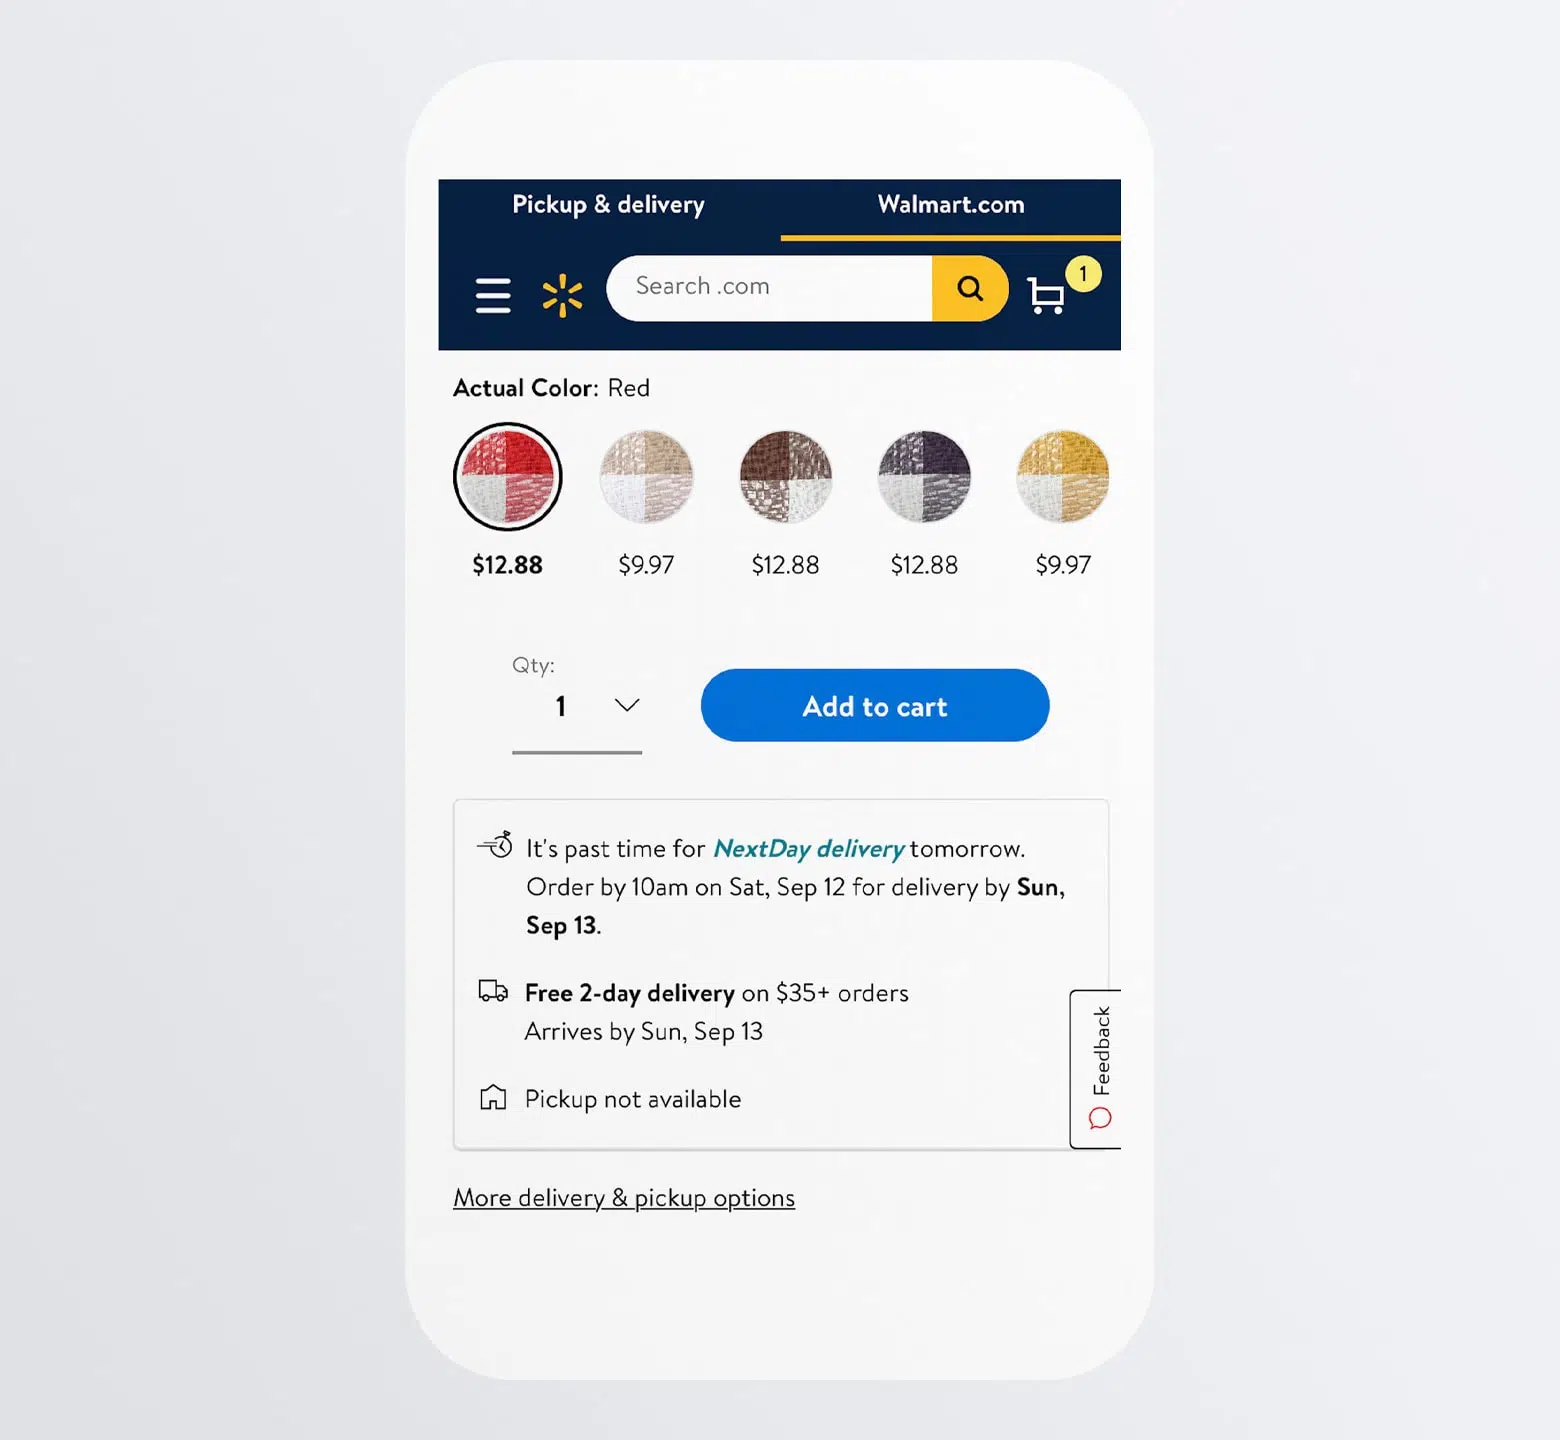 Pickup & delivery
Walmart.com
Search .com
1
Actual Color: Red
$12.88
$9.97
$12.88
$12.88
$9.97
Qty:
1
Add to cart
It's past time for NextDay delivery tomorrow.
Order by 10am on Sat, Sep 12 for delivery by Sun,
Sep 13.
Free 2-day delivery on $35+ orders
Arrives by Sun, Sep 13
Feedback
Pickup not available
More delivery & pickup options